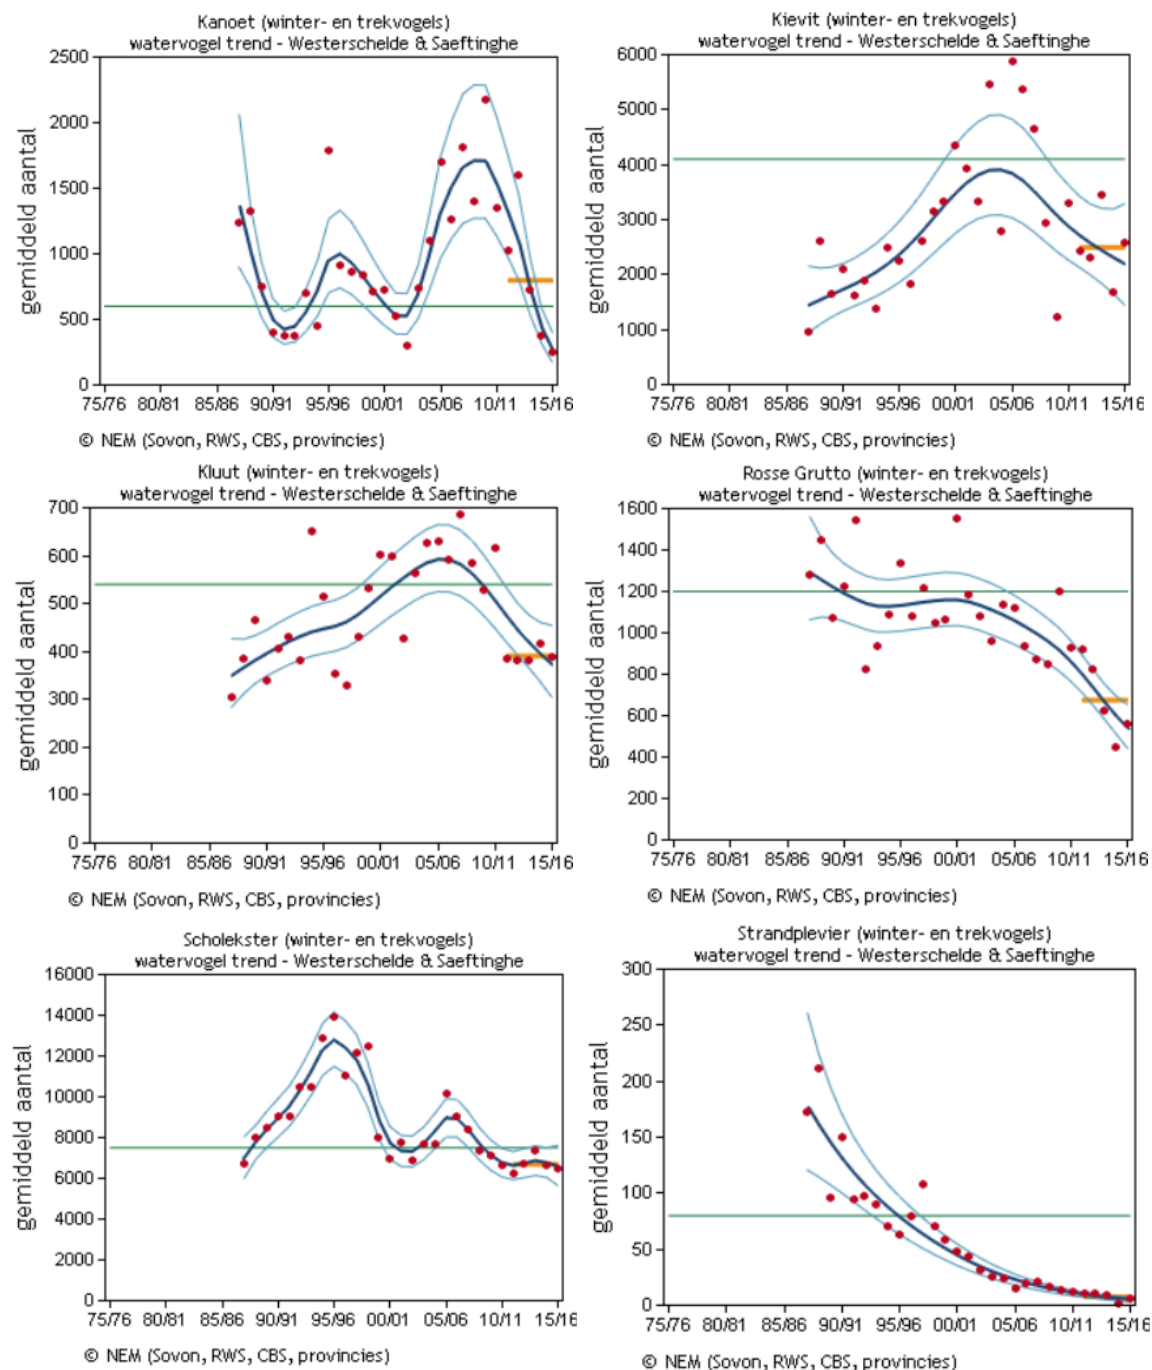 Kanoet (winter- en trekvogels)
watervogel trend - Westerschelde & Saeftinghe
gemiddeld aantal
2500
2000
1500
1000
500
0
75/76 80/81 85/86 90/91 95/96 00/01 05/06 10/11 15/16
© NEM (Sovon, RWS, CBS, provincies)
Kievit (winter- en trekvogels)
watervogel trend - Westerschelde & Saeftinghe
gemiddeld aantal
6000
5000
4000
3000
2000
1000
0
75/76 80/81 85/86 90/91 95/96 00/01 05/06 10/11 15/16
© NEM (Sovon, RWS, CBS, provincies)
Kluut (winter- en trekvogels)
watervogel trend - Westerschelde & Saeftinghe
gemiddeld aantal
700
600
500
400
300
200
100
0
75/76 80/81 85/86 90/91 95/96 00/01 05/06 10/11 15/16
© NEM (Sovon, RWS, CBS, provincies)
Rosse Grutto (winter- en trekvogels)
watervogel trend - Westerschelde & Saeftinghe
gemiddeld aantal
1600
1400
1200
1000
800
600
400
200
0
75/76 80/81 85/86 90/91 95/96 00/01 05/06 10/11 15/16
© NEM (Sovon, RWS, CBS, provincies)
Scholekster (winter- en trekvogels)
watervogel trend - Westerschelde & Saeftinghe
gemiddeld aantal
16000
14000
12000
10000
8000
6000
4000
2000
0
75/76 80/81 85/86 90/91 95/96 00/01 05/06 10/11 15/16
© NEM (Sovon, RWS, CBS, provincies)
Strandplevier (winter- en trekvogels)
watervogel trend - Westerschelde & Saeftinghe
gemiddeld aantal
300
250
200
150
100
50
0
75/76 80/81 85/86 90/91 95/96 00/01 05/06 10/11 15/16
© NEM (Sovon, RWS, CBS, provincies)